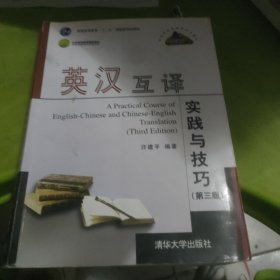 英汉互译
实践与技巧
(第三版)
A Practical Course of
English-Chinese and Chinese-English
Translation
(Third Edition)
许建平 编著
清华大学出版社